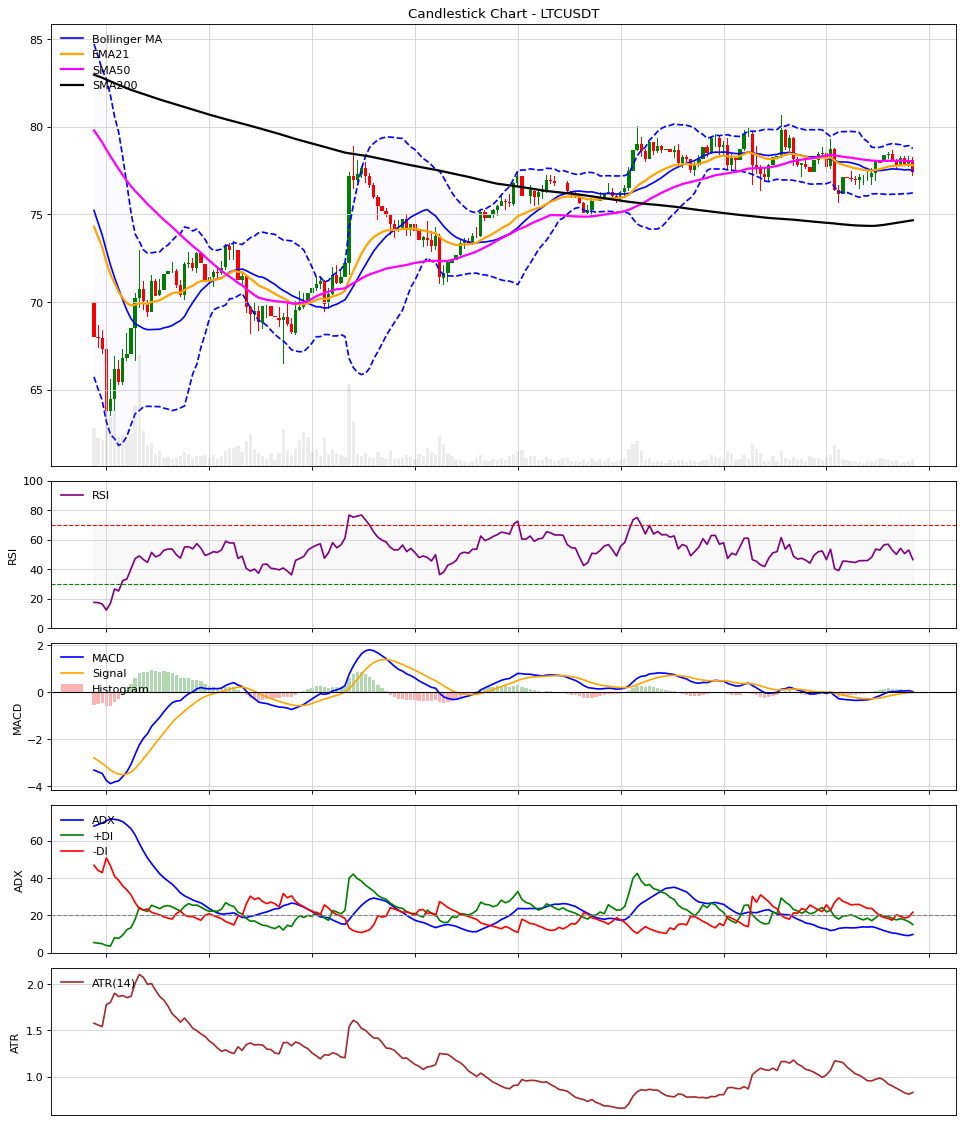 Candlestick Chart - LTCUSDT
85
80
75
70
65
Bollinger MA
EMA21
SMA50
SMA200
100
80
60
40
20
0
RSI
RSI
2
0
−2
−4
MACD
MACD
Signal
Histogram
60
40
20
0
ADX
ADX
+DI
-DI
2.0
1.5
1.0
ATR
ATR(14)